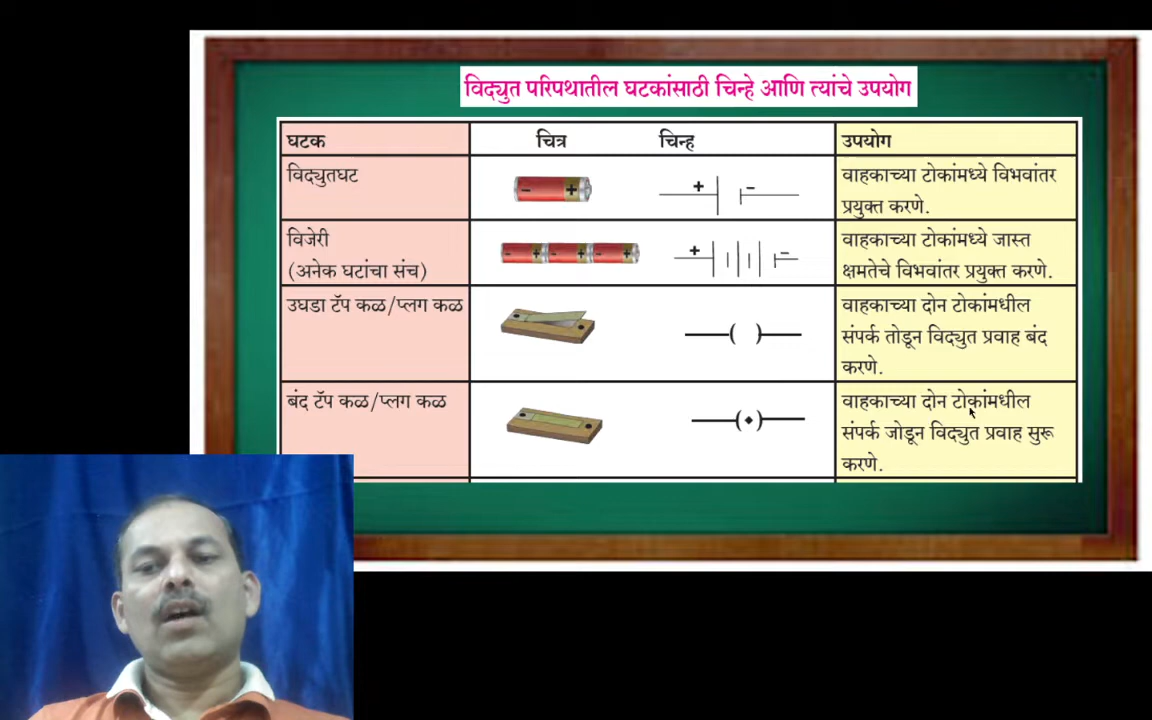 विद्युत परिपथातील घटकांसाठी चिन्हे आणि त्यांचे उपयोग
घटक चित्र चिन्ह उपयोग
विद्युतघट
- +
+ -
वाहकाच्या टोकांमध्ये विभवांतर
प्रयुक्त करणे.
विजेरी
(अनेक घटांचा संच)
- + - + - +
+ -
वाहकाच्या टोकांमध्ये जास्त
क्षमतेचे विभवांतर प्रयुक्त करणे.
उघडा टॅप कळ/प्लग कळ
वाहकाच्या दोन टोकांमधील
संपर्क तोडून विद्युत प्रवाह बंद
करणे.
बंद टॅप कळ/प्लग कळ
वाहकाच्या दोन टोकांमधील
संपर्क जोडून विद्युत प्रवाह सुरू
करणे.